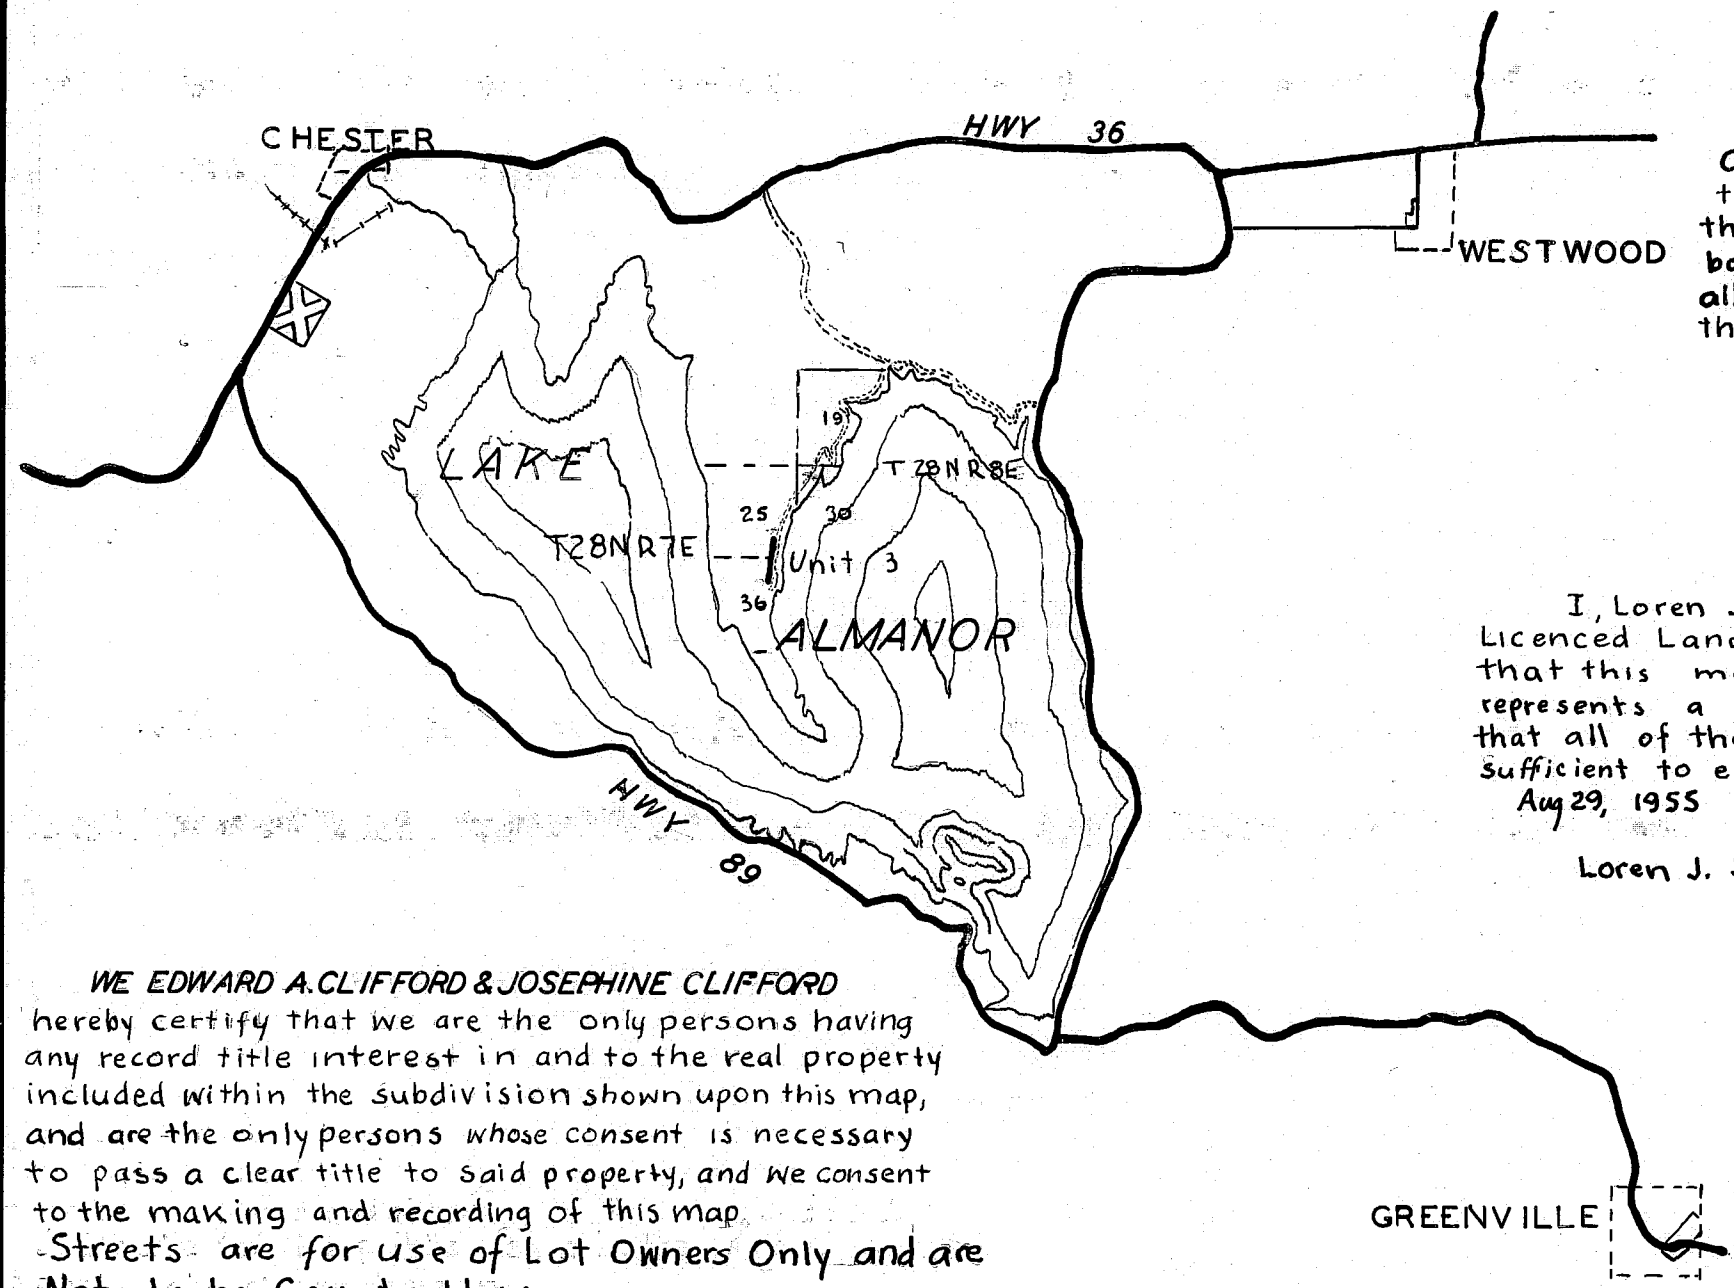 HWY 36
CHESTER
WESTWOOD
19
LAKE
T28N R8E
25
30
T28N R7E
Unit 3
36
ALMANOR
HWY 89
I, Loren
Licenced
that this
represents a
that all of
sufficient to
Aug 29, 1955
Loren J.
WE EDWARD A. CLIFFORD & JOSEPHINE CLIFFORD
hereby certify that we are the only persons having
any record title interest in and to the real property
included within the subdivision shown upon this map,
and are the only persons whose consent is necessary
to pass a clear title to said property, and we consent
to the making and recording of this map
Streets are for use of Lot Owners Only and are
GREENVILLE